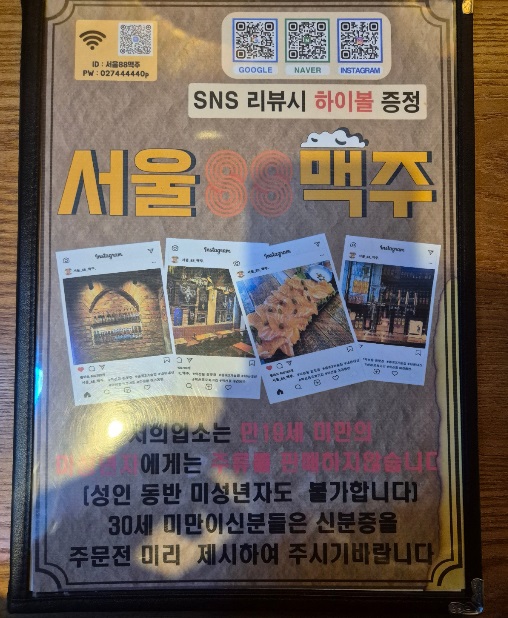 ID : 서울88맥주
PW : 027444440p
GOOGLE NAVER INSTAGRAM
SNS 리뷰시 하이볼 증정
서울88맥주
Instagram
Instagram
Instagram
Instagram
저희업소는 만18세 미만의
에게는 주류를 판매하지않습니다
(성인 동반 미성년자도 불가합니다)
30세 미만이신분들은 신분증을
주문전 미리 제시하여 주시기바랍니다